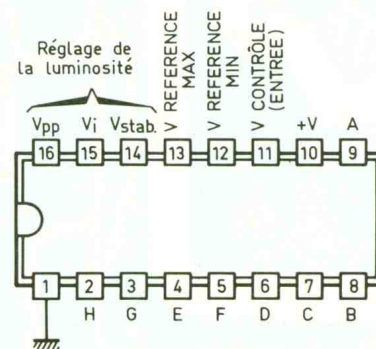 Réglage de
la luminosité
V REFERENCE
MAX
V REFERENCE
MIN
V CONTRÔLE
(ENTREE)
Vpp Vi Vstab. +V A
16 15 14 13 12 11 10 9
1 2 3 4 5 6 7 8
H G E F D C B